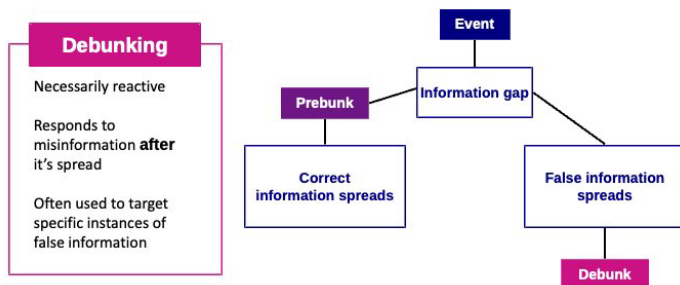 Debunking
Necessarily reactive
Responds to
misinformation after
it's spread
Often used to target
specific instances of
false information
Event
Information gap
Prebunk
Correct
information spreads
False information
spreads
Debunk